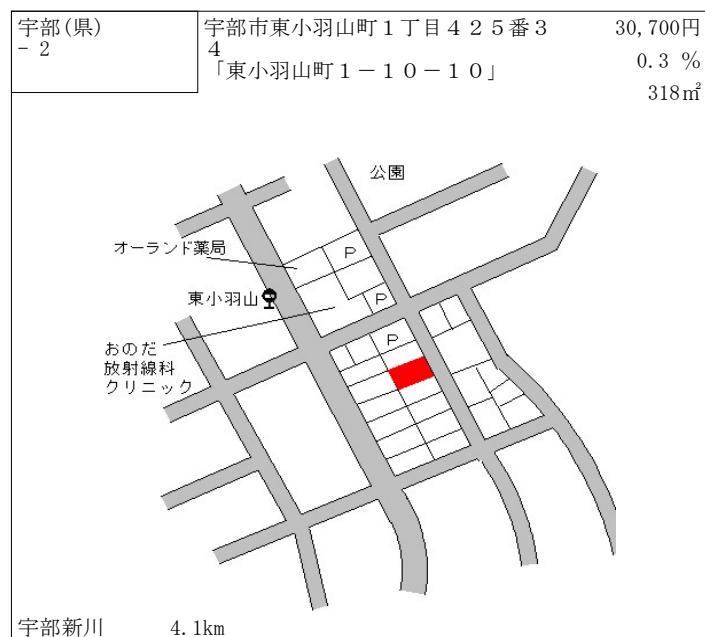 宇部(県)
－2
宇部市東小羽山町１丁目４２５番３
４
「東小羽山町１－１０－１０」
30,700円
0.3 %
318㎡
公園
オーランド薬局
P
東小羽山
P
P
おのだ
放射線科
クリニック
宇部新川 4.1km